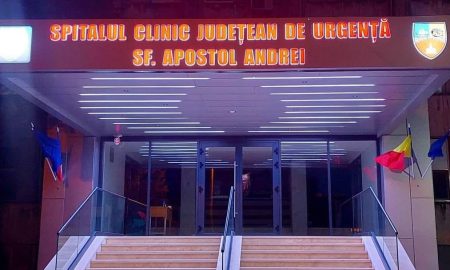 SPITALUL CLINIC JUDEȚEAN DE URGENȚĂ
SF. APOSTOL ANDREI